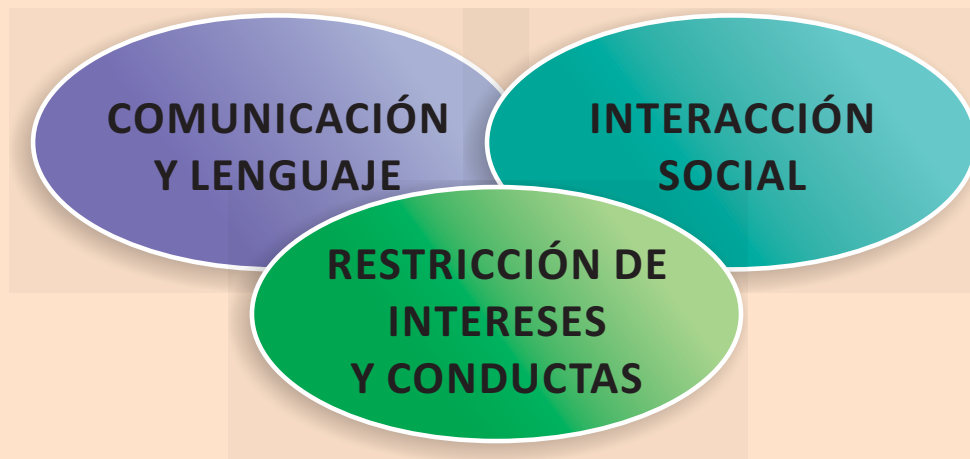 COMUNICACIÓN
Y LENGUAJE
INTERACCIÓN
SOCIAL
RESTRICCIÓN DE
INTERESES
Y CONDUCTAS